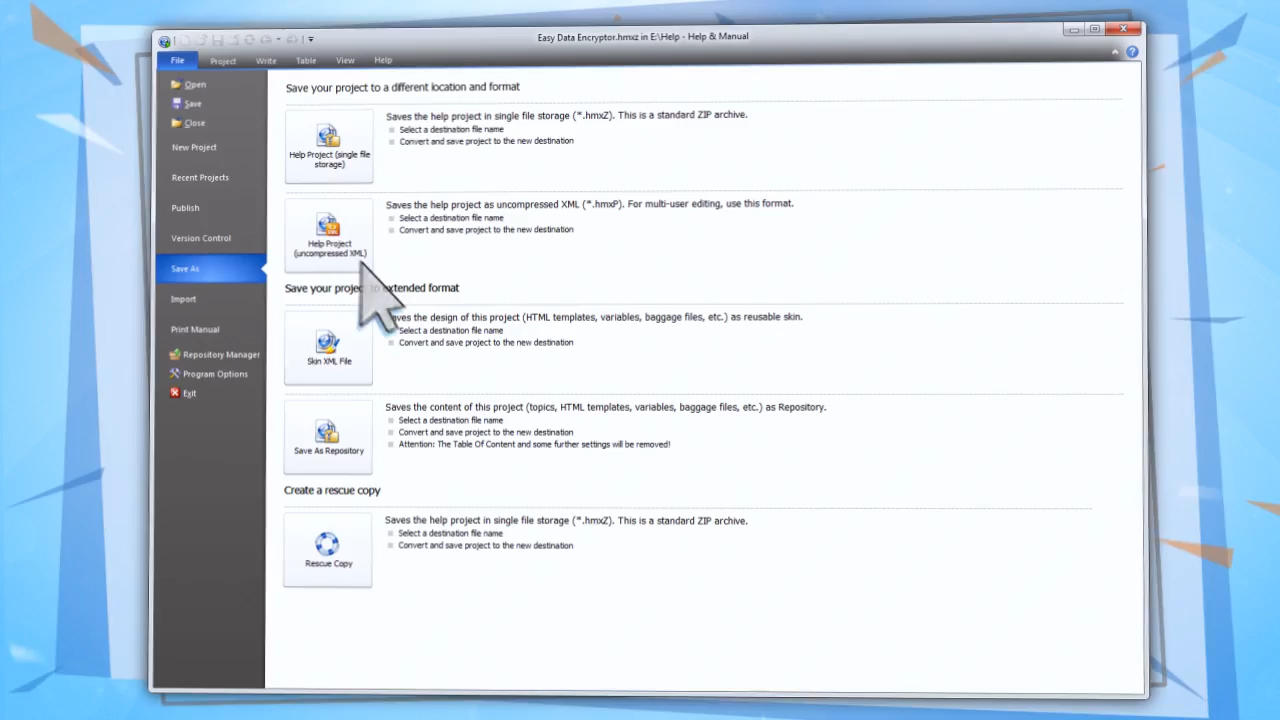 Easy Data Encryptor.hmxz in E:\Help - Help & Manual
File Project Write Table View Help
Open
Save
Close
New Project
Recent Projects
Publish
Version Control
Save As
Import
Print Manual
Repository Manager
Program Options
Exit
Save your project to a different location and format
Help Project (single file
storage)
Saves the help project in single file storage (*.hmxZ). This is a standard ZIP archive.
Select a destination file name
Convert and save project to the new destination
Help Project
(uncompressed XML)
Saves the help project as uncompressed XML (*.hmxP). For multi-user editing, use this format.
Select a destination file name
Convert and save project to the new destination
Save your project extended format
Skin XML File
the design of this project (HTML templates, variables, baggage files, etc.) as reusable skin.
Select a destination file name
Convert and save project to the new destination
Save As Repository
Saves the content of this project (topics, HTML templates, variables, baggage files, etc.) as Repository.
Select a destination file name
Convert and save project to the new destination
Attention: The Table Of Content and some further settings will be removed!
Create a rescue copy
Rescue Copy
Saves the help project in single file storage (*.hmxZ). This is a standard ZIP archive.
Select a destination file name
Convert and save project to the new destination